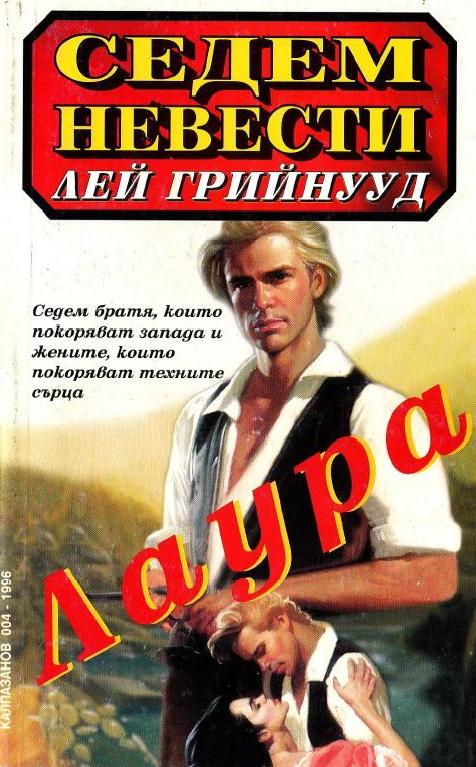 СЕДЕМ
НЕВЕСТИ
ЛЕЙ ГРИЙНУУД
Седем братя, които
покоряват запада и
жените, които
покоряват техните
сърца
Лаура
КАЛПАЗАНОВ 004 - 1996